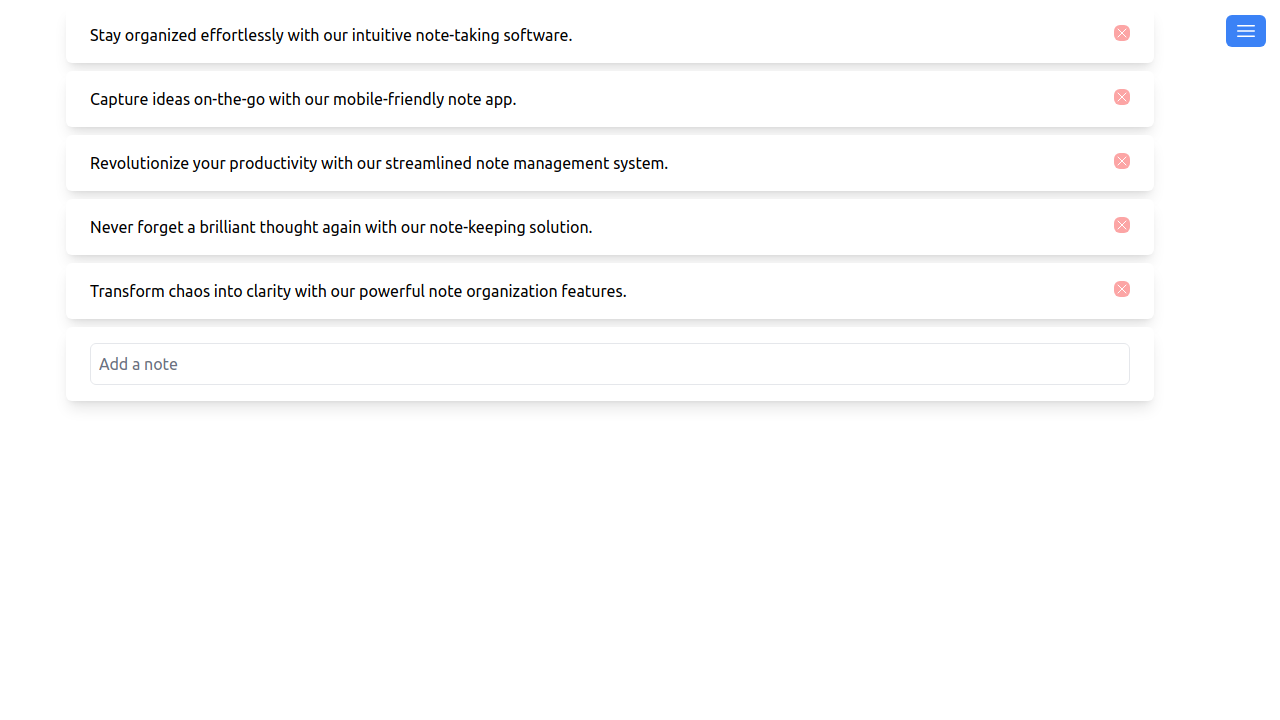 Stay organized effortlessly with our intuitive note-taking software.
Capture ideas on-the-go with our mobile-friendly note app.
Revolutionize your productivity with our streamlined note management system.
Never forget a brilliant thought again with our note-keeping solution.
Transform chaos into clarity with our powerful note organization features.
Add a note